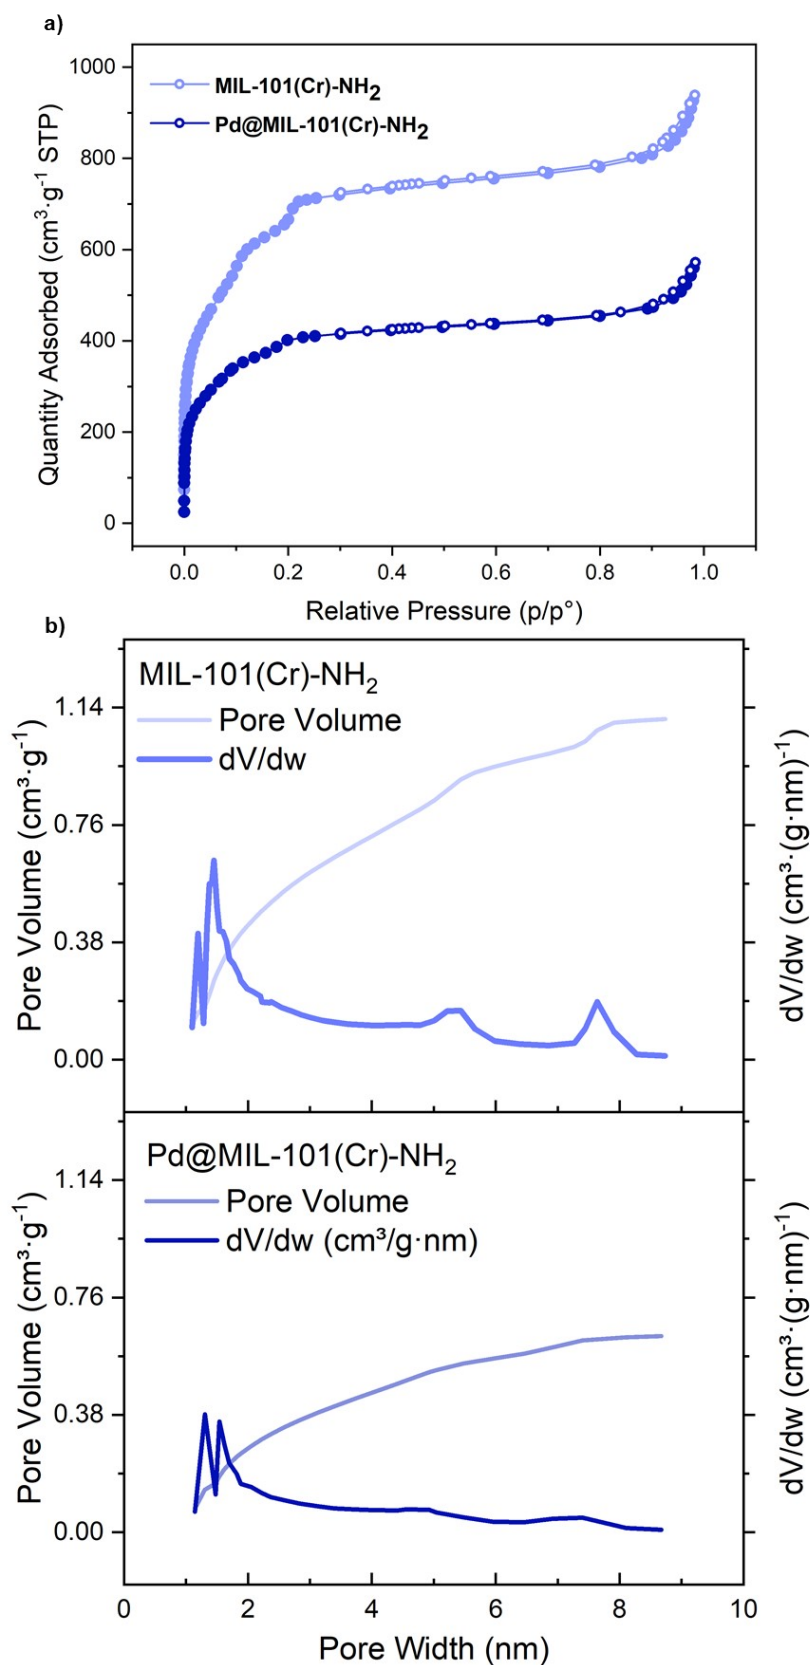 a)
Quantity Adsorbed (cm³·g⁻¹ STP)
1000
800
600
400
200
0
MIL-101(Cr)-NH₂
Pd@MIL-101(Cr)-NH₂
0.0 0.2 0.4 0.6 0.8 1.0
Relative Pressure (p/p°)
b)
MIL-101(Cr)-NH₂
Pore Volume
dV/dw
Pore Volume (cm³·g⁻¹)
1.14
0.76
0.38
0.00
dV/dw (cm³·(g·nm)⁻¹)
Pd@MIL-101(Cr)-NH₂
Pore Volume
dV/dw (cm³/g·nm)
Pore Volume (cm³·g⁻¹)
1.14
0.76
0.38
0.00
dV/dw (cm³·(g·nm)⁻¹)
0 2 4 6 8 10
Pore Width (nm)